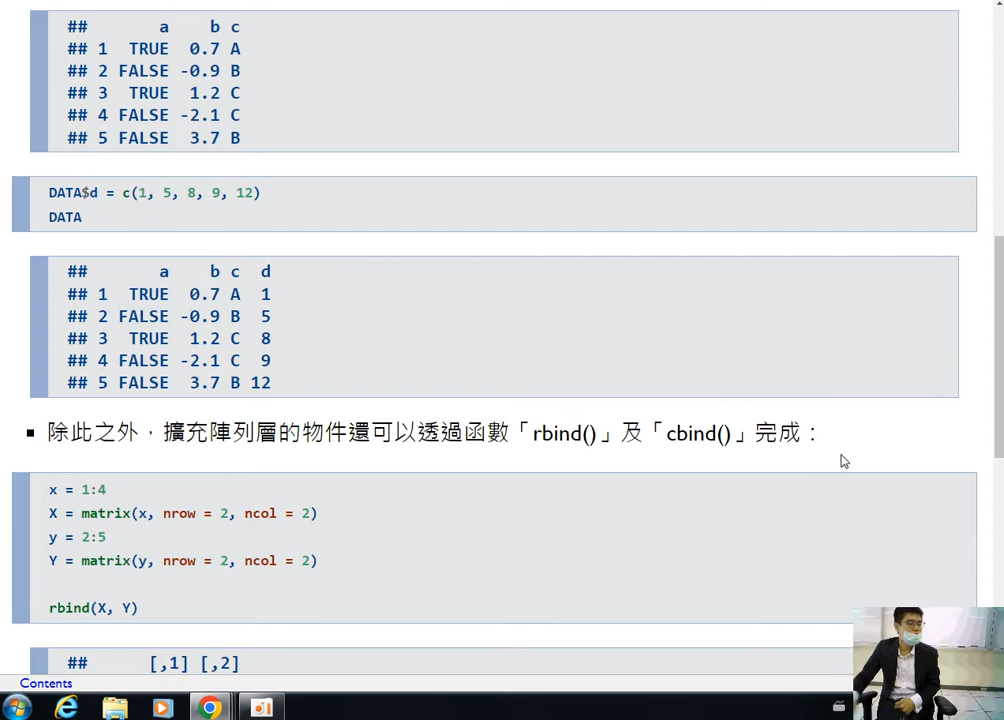 ##         a    b c
## 1  TRUE  0.7 A
## 2 FALSE -0.9 B
## 3  TRUE  1.2 C
## 4 FALSE -2.1 C
## 5 FALSE  3.7 B
DATA$d = c(1, 5, 8, 9, 12)
DATA
##         a    b c  d
## 1  TRUE  0.7 A  1
## 2 FALSE -0.9 B  5
## 3  TRUE  1.2 C  8
## 4 FALSE -2.1 C  9
## 5 FALSE  3.7 B 12
▪ 除此之外，擴充陣列層的物件還可以透過函數「rbind()」及「cbind()」完成：
x = 1:4
X = matrix(x, nrow = 2, ncol = 2)
y = 2:5
Y = matrix(y, nrow = 2, ncol = 2)
rbind(X, Y)
##      [,1] [,2]
Contents